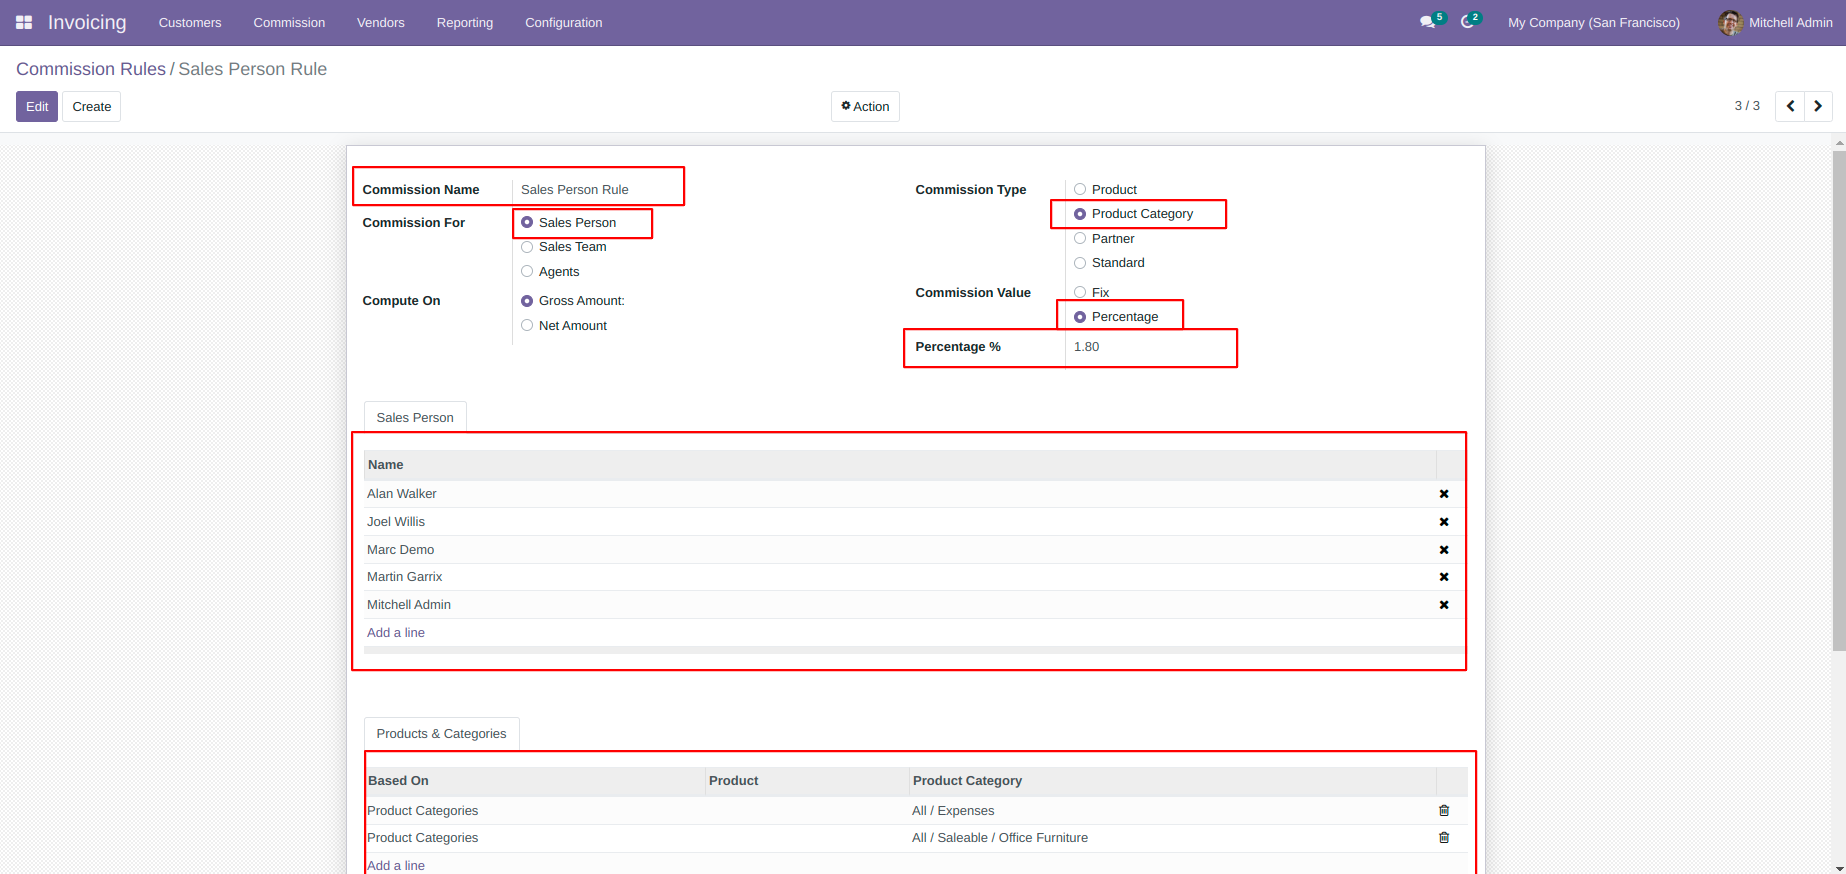 Invoicing Customers Commission Vendors Reporting Configuration 5 2 My Company (San Francisco) Mitchell Admin
Commission Rules / Sales Person Rule
Edit Create Action 3 / 3
Commission Name Sales Person Rule
Commission For Sales Person
Sales Team
Agents
Compute On Gross Amount:
Net Amount
Commission Type Product
Product Category
Partner
Standard
Commission Value Fix
Percentage
Percentage % 1.80
Sales Person
Name
Alan Walker
Joel Willis
Marc Demo
Martin Garrix
Mitchell Admin
Add a line
Products & Categories
Based On Product Product Category
Product Categories All / Expenses
Product Categories All / Saleable / Office Furniture
Add a line